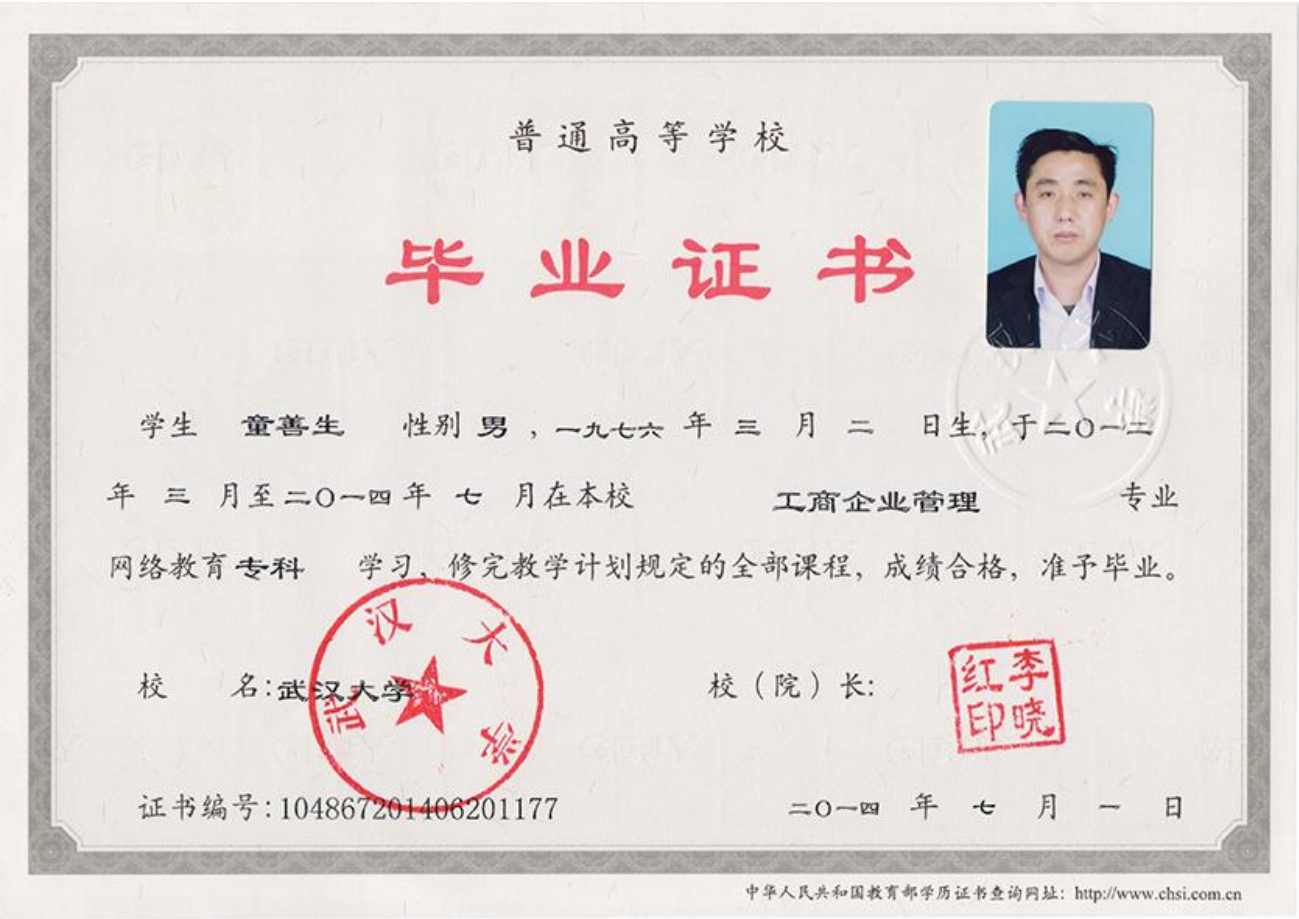 普通高等学校
毕业证书
学生 童善生 性别 男 , 一九七六 年 三 月 二 日生, 于二〇一二
年 三 月至二〇一四年 七 月在本校 工商企业管理 专业
网络教育专科 学习, 修完教学计划规定的全部课程, 成绩合格, 准予毕业。
武汉大学
校 名:武汉大学
校（院）长:
李晓红印
证书编号:104867201406201177
二〇一四 年 七 月 一 日
中华人民共和国教育部学历证书查询网址: http://www.chsi.com.cn